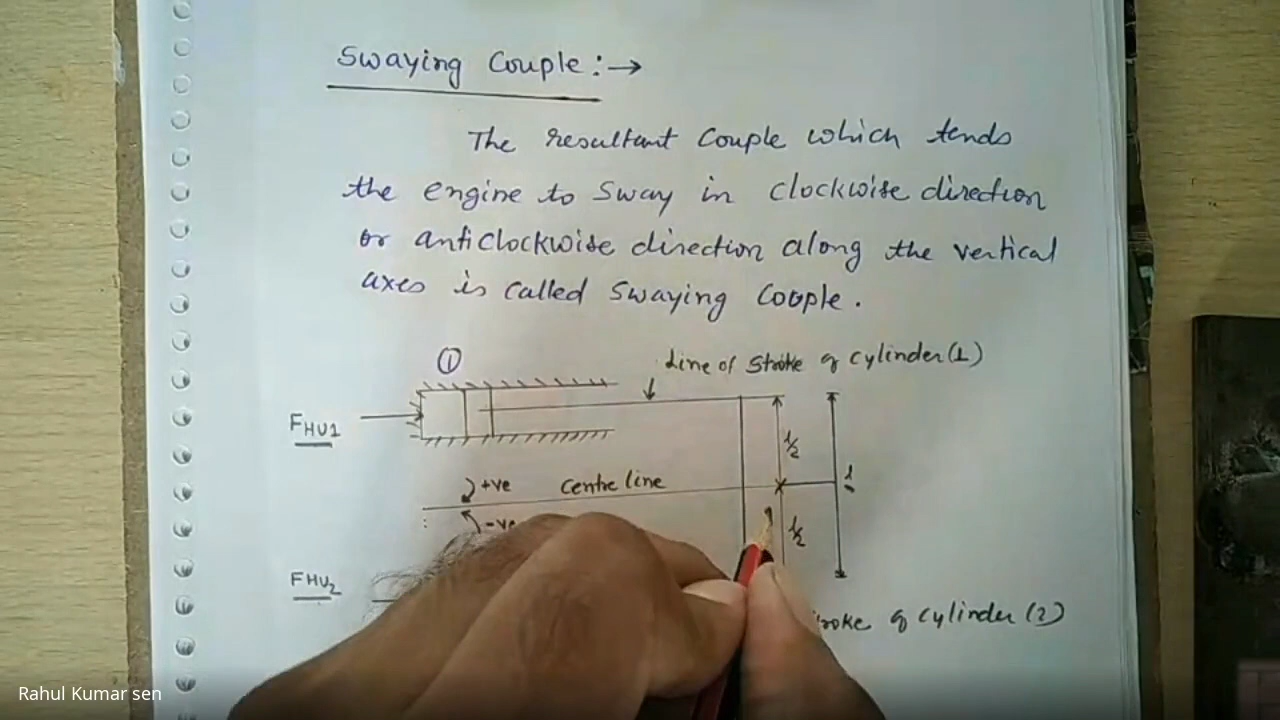 Swaying Couple :→
The resultant Couple which tends
the engine to Sway in Clockwise direction
or anticlockwise direction along the vertical
axes is called Swaying Couple.
①
Line of Stroke of Cylinder (1)
FHU1
l/2
+ve
Centre line
l
-ve
l/2
FHU2
stroke of Cylinder (2)
Rahul Kumar sen